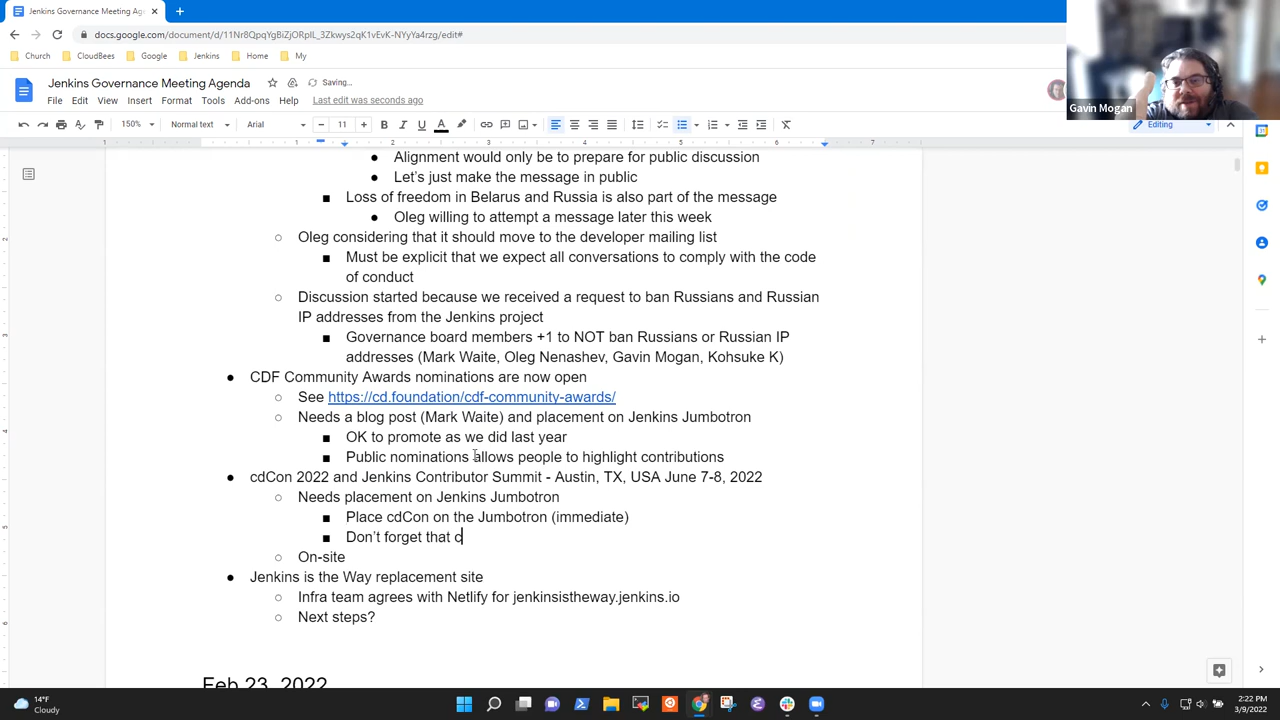 Jenkins Governance Meeting Ag
docs.google.com/document/d/11Nr8QpqYgBiZjORpIL_3Zkwys2qK1vEvK-NYyYa4rzg/edit#
Church
CloudBees
Google
Jenkins
Home
My
Gavin Mogan
Jenkins Governance Meeting Agenda
Saving...
File Edit View Insert Format Tools Add-ons Help Last edit was seconds ago
150% Normal text Arial 11 B I U A Editing
1 1 2 3 4 5 6 7
Alignment would only be to prepare for public discussion
Let's just make the message in public
Loss of freedom in Belarus and Russia is also part of the message
Oleg willing to attempt a message later this week
Oleg considering that it should move to the developer mailing list
Must be explicit that we expect all conversations to comply with the code
of conduct
Discussion started because we received a request to ban Russians and Russian
IP addresses from the Jenkins project
Governance board members +1 to NOT ban Russians or Russian IP
addresses (Mark Waite, Oleg Nenashev, Gavin Mogan, Kohsuke K)
CDF Community Awards nominations are now open
See https://cd.foundation/cdf-community-awards/
Needs a blog post (Mark Waite) and placement on Jenkins Jumbotron
OK to promote as we did last year
Public nominations allows people to highlight contributions
cdCon 2022 and Jenkins Contributor Summit - Austin, TX, USA June 7-8, 2022
Needs placement on Jenkins Jumbotron
Place cdCon on the Jumbotron (immediate)
Don't forget that c
On-site
Jenkins is the Way replacement site
Infra team agrees with Netlify for jenkinsistheway.jenkins.io
Next steps?
Feb 23, 2022
14°F
Cloudy
2:22 PM
3/9/2022